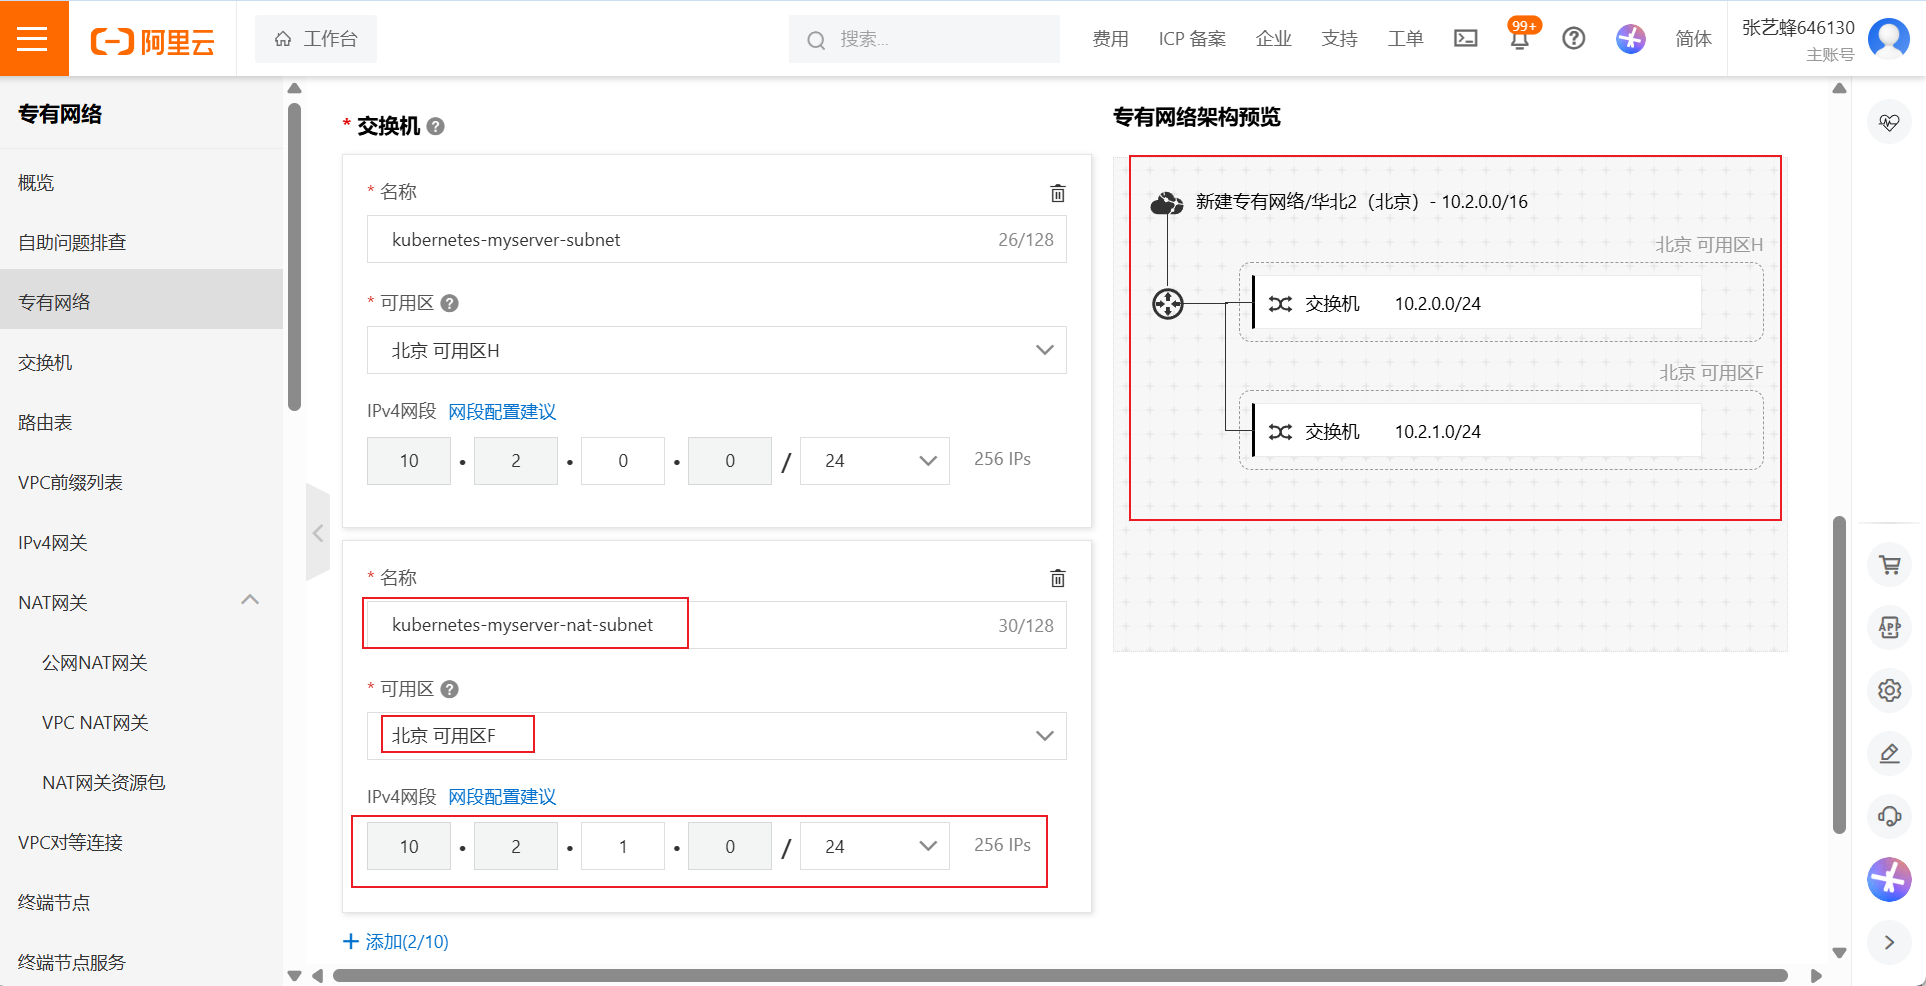 阿里云
工作台
搜索...
费用
ICP 备案
企业
支持
工单
99+
简体
张艺蜂646130
主账号
专有网络
概览
自助问题排查
专有网络
交换机
路由表
VPC前缀列表
IPv4网关
NAT网关
公网NAT网关
VPC NAT网关
NAT网关资源包
VPC对等连接
终端节点
终端节点服务
* 交换机
* 名称
kubernetes-myserver-subnet 26/128
* 可用区
北京 可用区H
IPv4网段 网段配置建议
10 • 2 • 0 • 0 / 24 256 IPs
* 名称
kubernetes-myserver-nat-subnet 30/128
* 可用区
北京 可用区F
IPv4网段 网段配置建议
10 • 2 • 1 • 0 / 24 256 IPs
+ 添加(2/10)
专有网络架构预览
新建专有网络/华北2（北京）- 10.2.0.0/16
北京 可用区H
交换机 10.2.0.0/24
北京 可用区F
交换机 10.2.1.0/24
APP